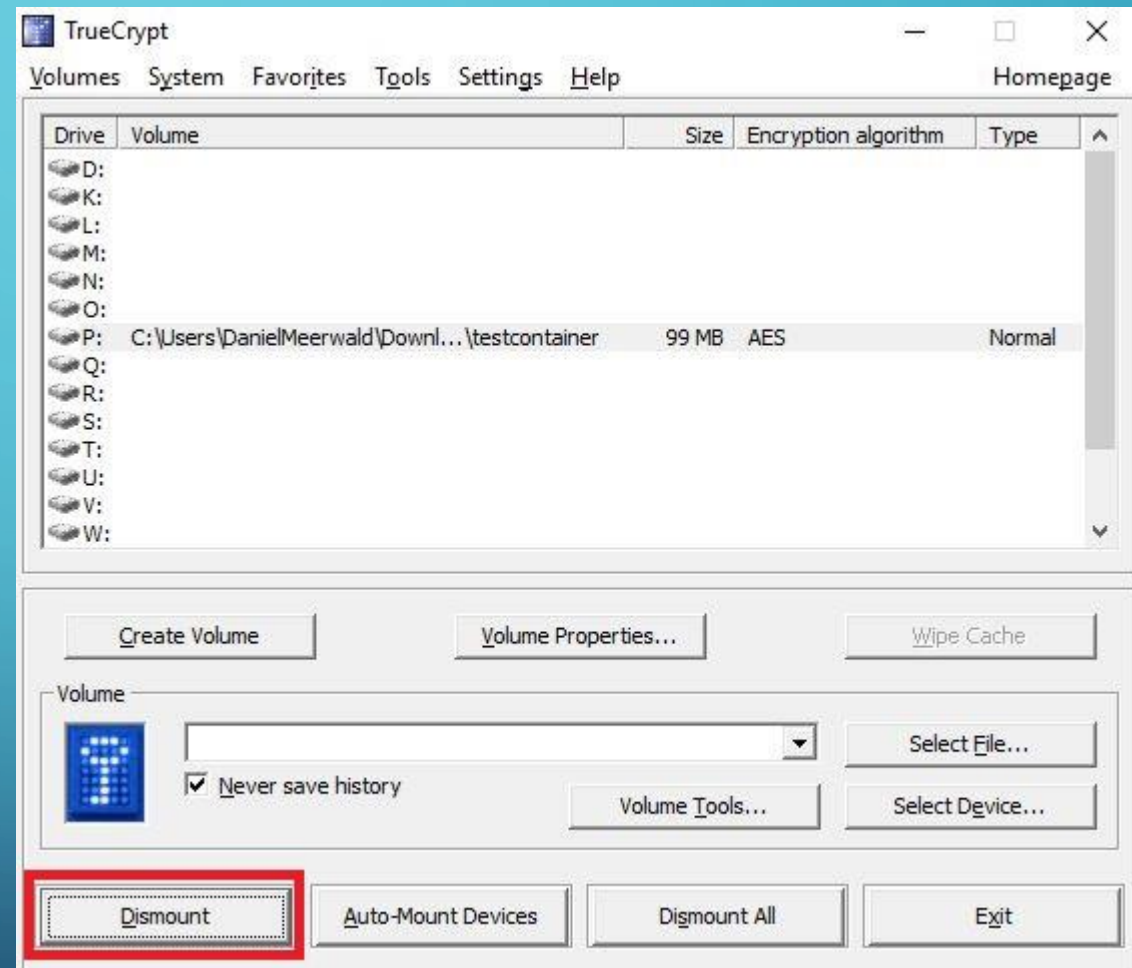 TrueCrypt
Volumes System Favorites Tools Settings Help Homepage
Drive Volume Size Encryption algorithm Type
D:
K:
L:
M:
N:
O:
P: C:\Users\DanielMeerwald\Downl...\testcontainer 99 MB AES Normal
Q:
R:
S:
T:
U:
V:
W:
Create Volume Volume Properties... Wipe Cache
Volume
Select File...
Never save history
Volume Tools... Select Device...
Dismount Auto-Mount Devices Dismount All Exit